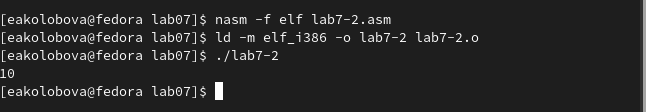 [eakolobova@fedora lab07]$ nasm -f elf lab7-2.asm
[eakolobova@fedora lab07]$ ld -m elf_i386 -o lab7-2 lab7-2.o
[eakolobova@fedora lab07]$ ./lab7-2
10
[eakolobova@fedora lab07]$